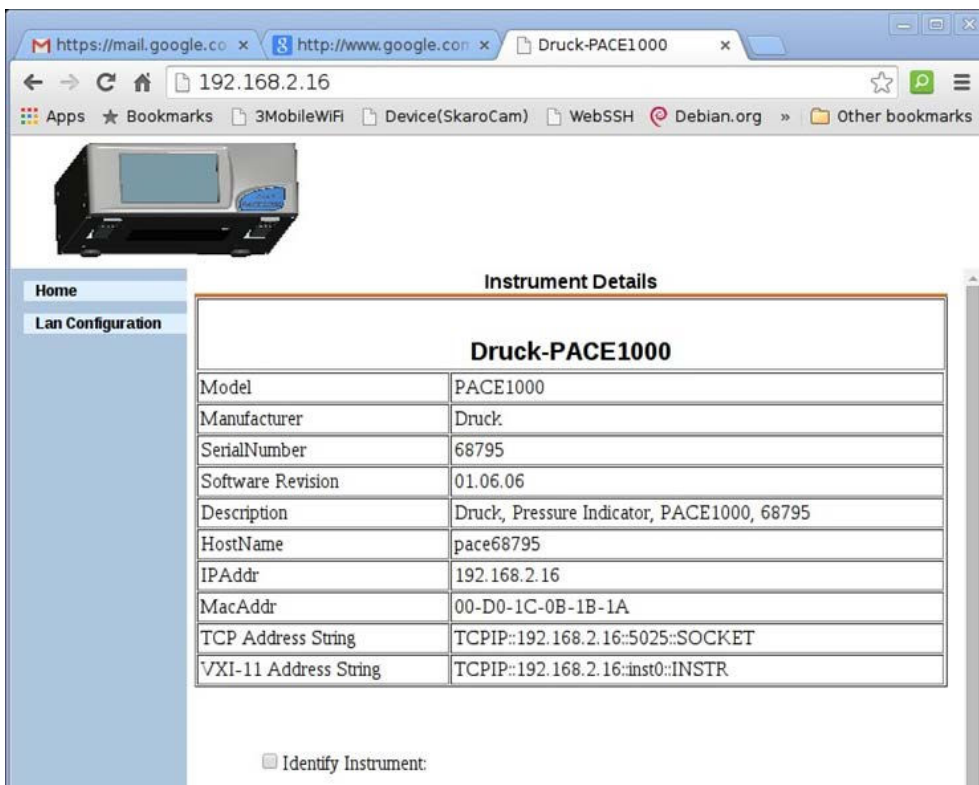 https://mail.google.co
http://www.google.com
Druck-PACE1000
192.168.2.16
Apps
Bookmarks
3MobileWiFi
Device(SkaroCam)
WebSSH
Debian.org
»
Other bookmarks
Home
Lan Configuration
Instrument Details
Druck-PACE1000
Model PACE1000
Manufacturer Druck
SerialNumber 68795
Software Revision 01.06.06
Description Druck, Pressure Indicator, PACE1000, 68795
HostName pace68795
IPAddr 192.168.2.16
MacAddr 00-D0-1C-0B-1B-1A
TCP Address String TCPIP::192.168.2.16::5025::SOCKET
VXI-11 Address String TCPIP::192.168.2.16::inst0::INSTR
Identify Instrument: